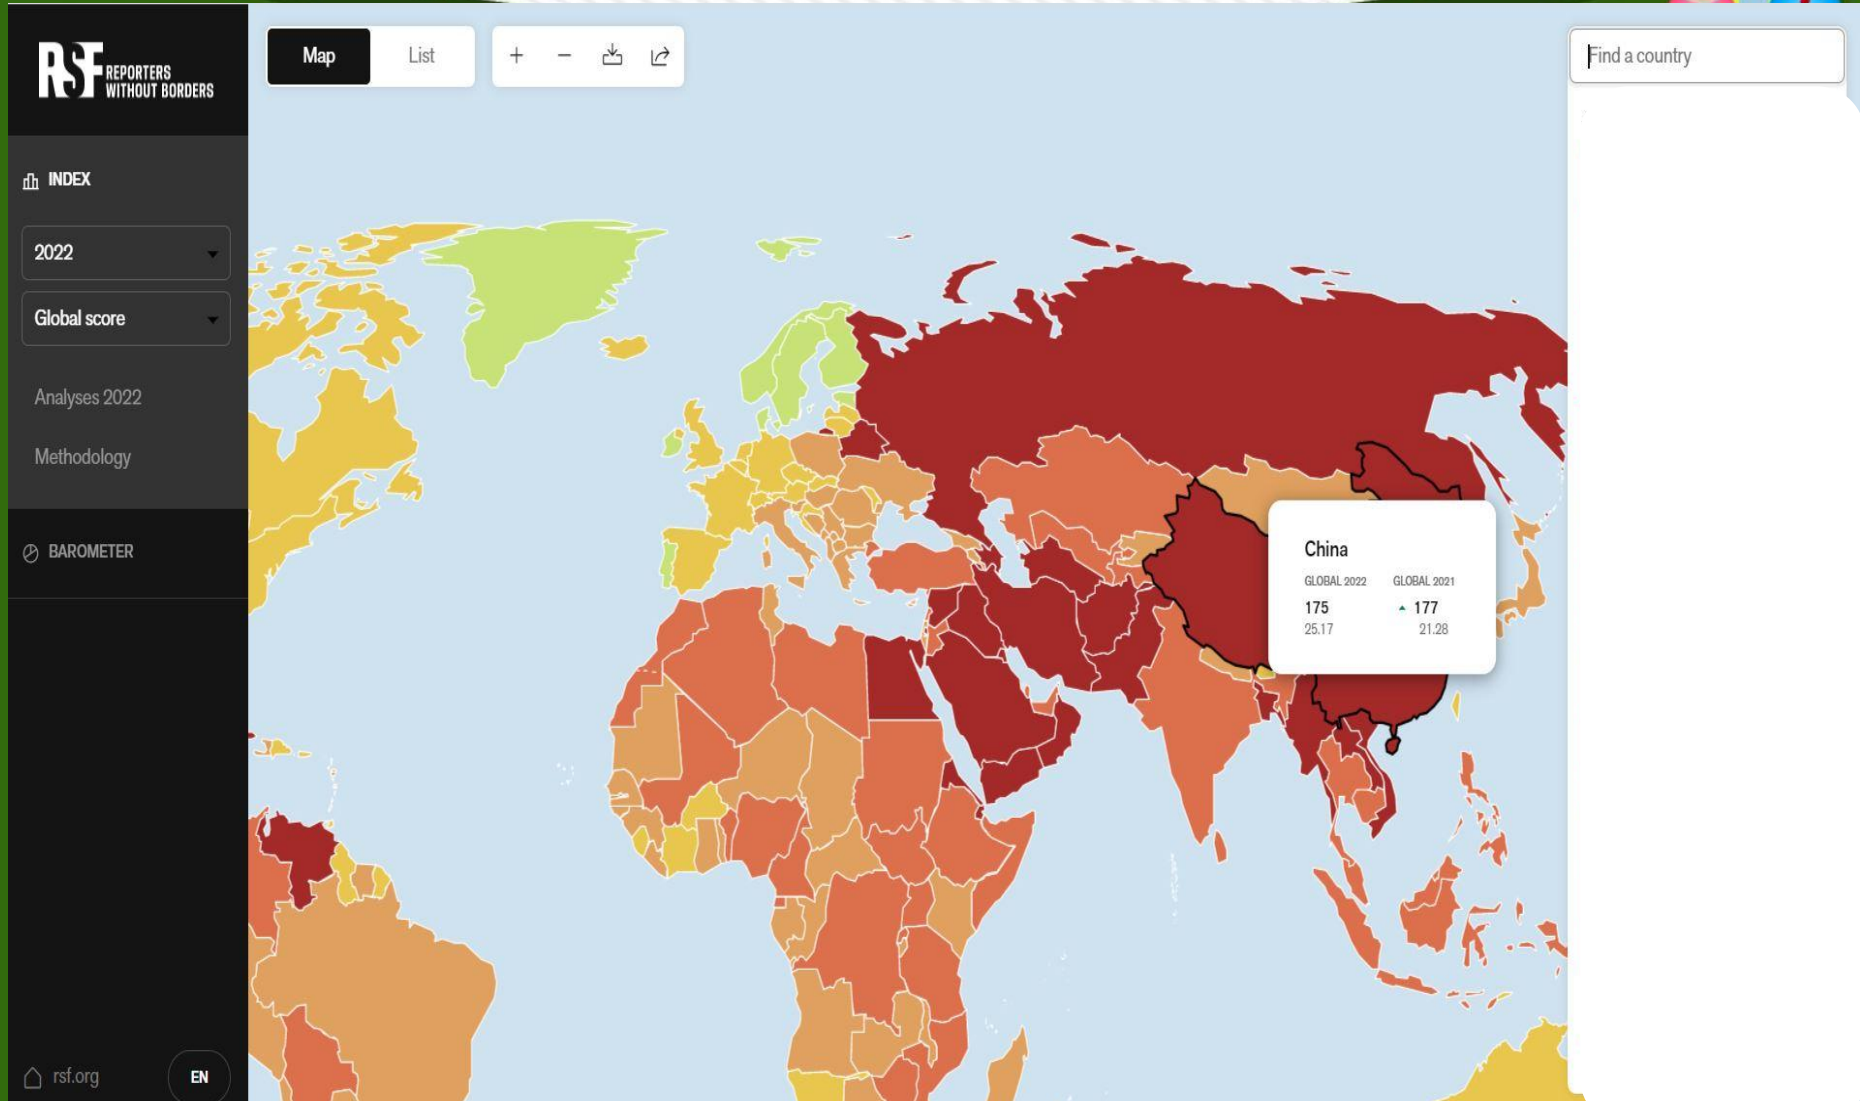 RSF REPORTERS
WITHOUT BORDERS
INDEX
2022
Global score
Analyses 2022
Methodology
BAROMETER
rsf.org
EN
Map
List
Find a country
China
GLOBAL 2022 GLOBAL 2021
175 177
25.17 21.28